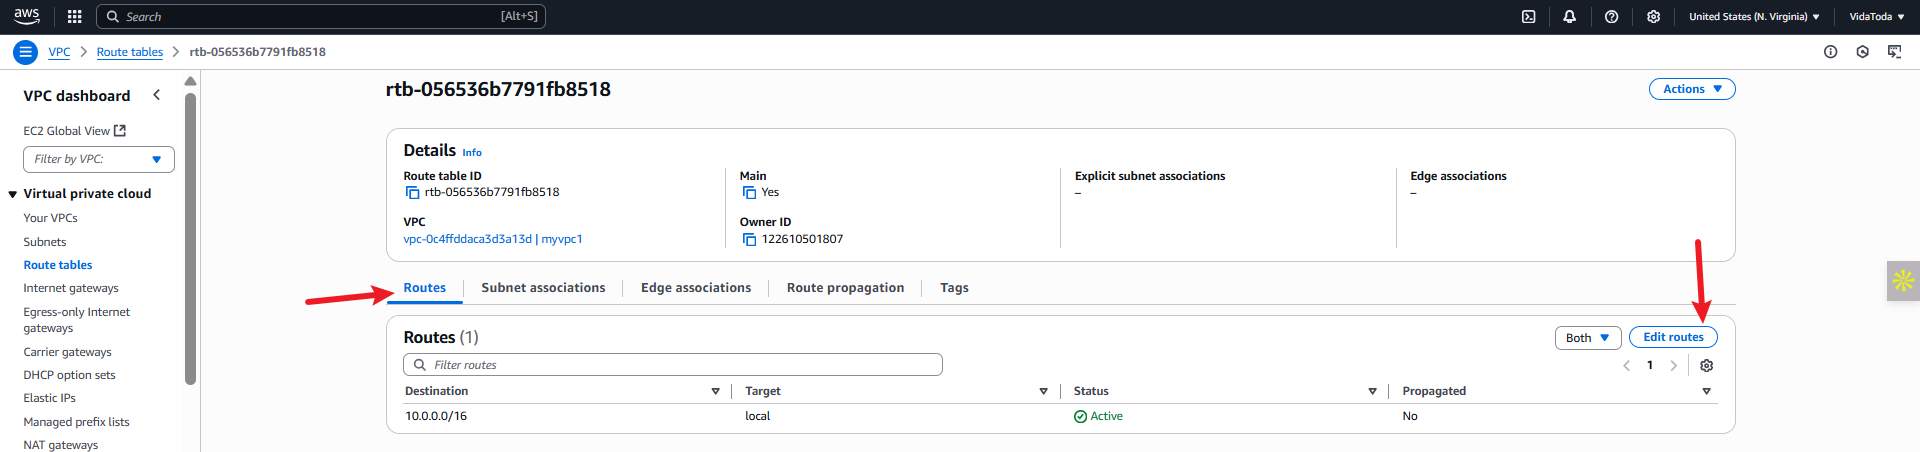 aws Search [Alt+S] United States (N. Virginia) VidaToda
VPC Route tables rtb-056536b7791fb8518
VPC dashboard
EC2 Global View
Filter by VPC:
Virtual private cloud
Your VPCs
Subnets
Route tables
Internet gateways
Egress-only Internet
gateways
Carrier gateways
DHCP option sets
Elastic IPs
Managed prefix lists
NAT gateways
rtb-056536b7791fb8518 Actions
Details Info
Route table ID
rtb-056536b7791fb8518
Main
Yes
Explicit subnet associations
–
Edge associations
–
VPC
vpc-0c4ffddaca3d3a13d | myvpc1
Owner ID
122610501807
Routes Subnet associations Edge associations Route propagation Tags
Routes (1) Both Edit routes
Filter routes 1
Destination Target Status Propagated
10.0.0.0/16 local Active No